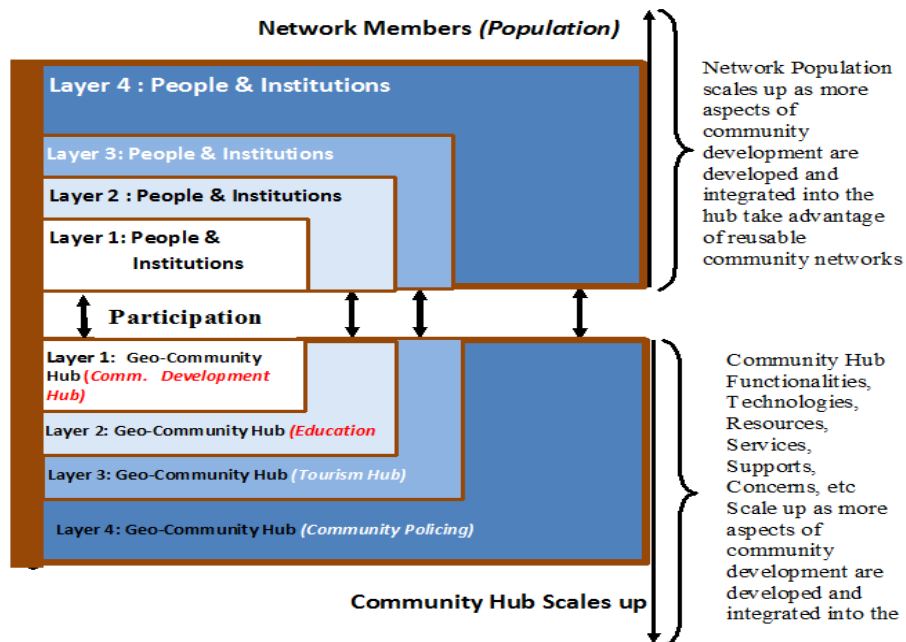 Network Members (Population)
Layer 4 : People & Institutions
Layer 3: People & Institutions
Layer 2 : People & Institutions
Layer 1: People &
Institutions
Network Population
scales up as more
aspects of
community
development are
developed and
integrated into the
hub take advantage
of reusable
community networks
Participation
Layer 1: Geo-Community
Hub (Comm. Development
Hub)
Layer 2: Geo-Community Hub (Education
Layer 3: Geo-Community Hub (Tourism Hub)
Layer 4: Geo-Community Hub (Community Policing)
Community Hub
Functionalities,
Technologies,
Resources,
Services,
Supports,
Concerns, etc
Scale up as more
aspects of
community
development are
developed and
integrated into the
Community Hub Scales up